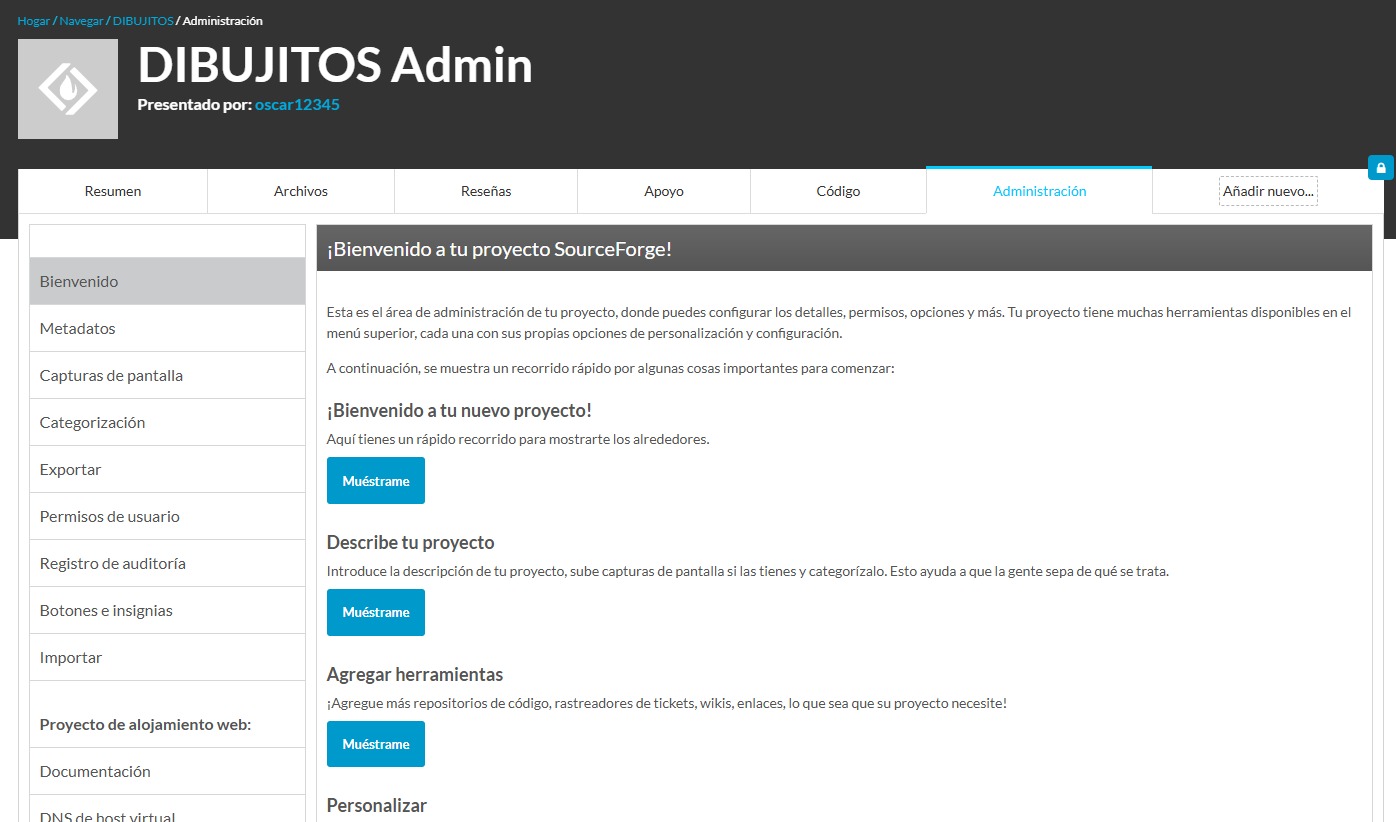 Hogar / Navegar / DIBUJITOS / Administración
DIBUJITOS Admin
Presentado por: oscar12345
Resumen
Archivos
Reseñas
Apoyo
Código
Administración
Añadir nuevo...
Bienvenido
Metadatos
Capturas de pantalla
Categorización
Exportar
Permisos de usuario
Registro de auditoría
Botones e insignias
Importar
Proyecto de alojamiento web:
Documentación
DNS de host virtual
¡Bienvenido a tu proyecto SourceForge!
Esta es el área de administración de tu proyecto, donde puedes configurar los detalles, permisos, opciones y más. Tu proyecto tiene muchas herramientas disponibles en el
menú superior, cada una con sus propias opciones de personalización y configuración.
A continuación, se muestra un recorrido rápido por algunas cosas importantes para comenzar:
¡Bienvenido a tu nuevo proyecto!
Aquí tienes un rápido recorrido para mostrarte los alrededores.
Muéstrame
Describe tu proyecto
Introduce la descripción de tu proyecto, sube capturas de pantalla si las tienes y categorízalo. Esto ayuda a que la gente sepa de qué se trata.
Muéstrame
Agregar herramientas
¡Agregue más repositorios de código, rastreadores de tickets, wikis, enlaces, lo que sea que su proyecto necesite!
Muéstrame
Personalizar